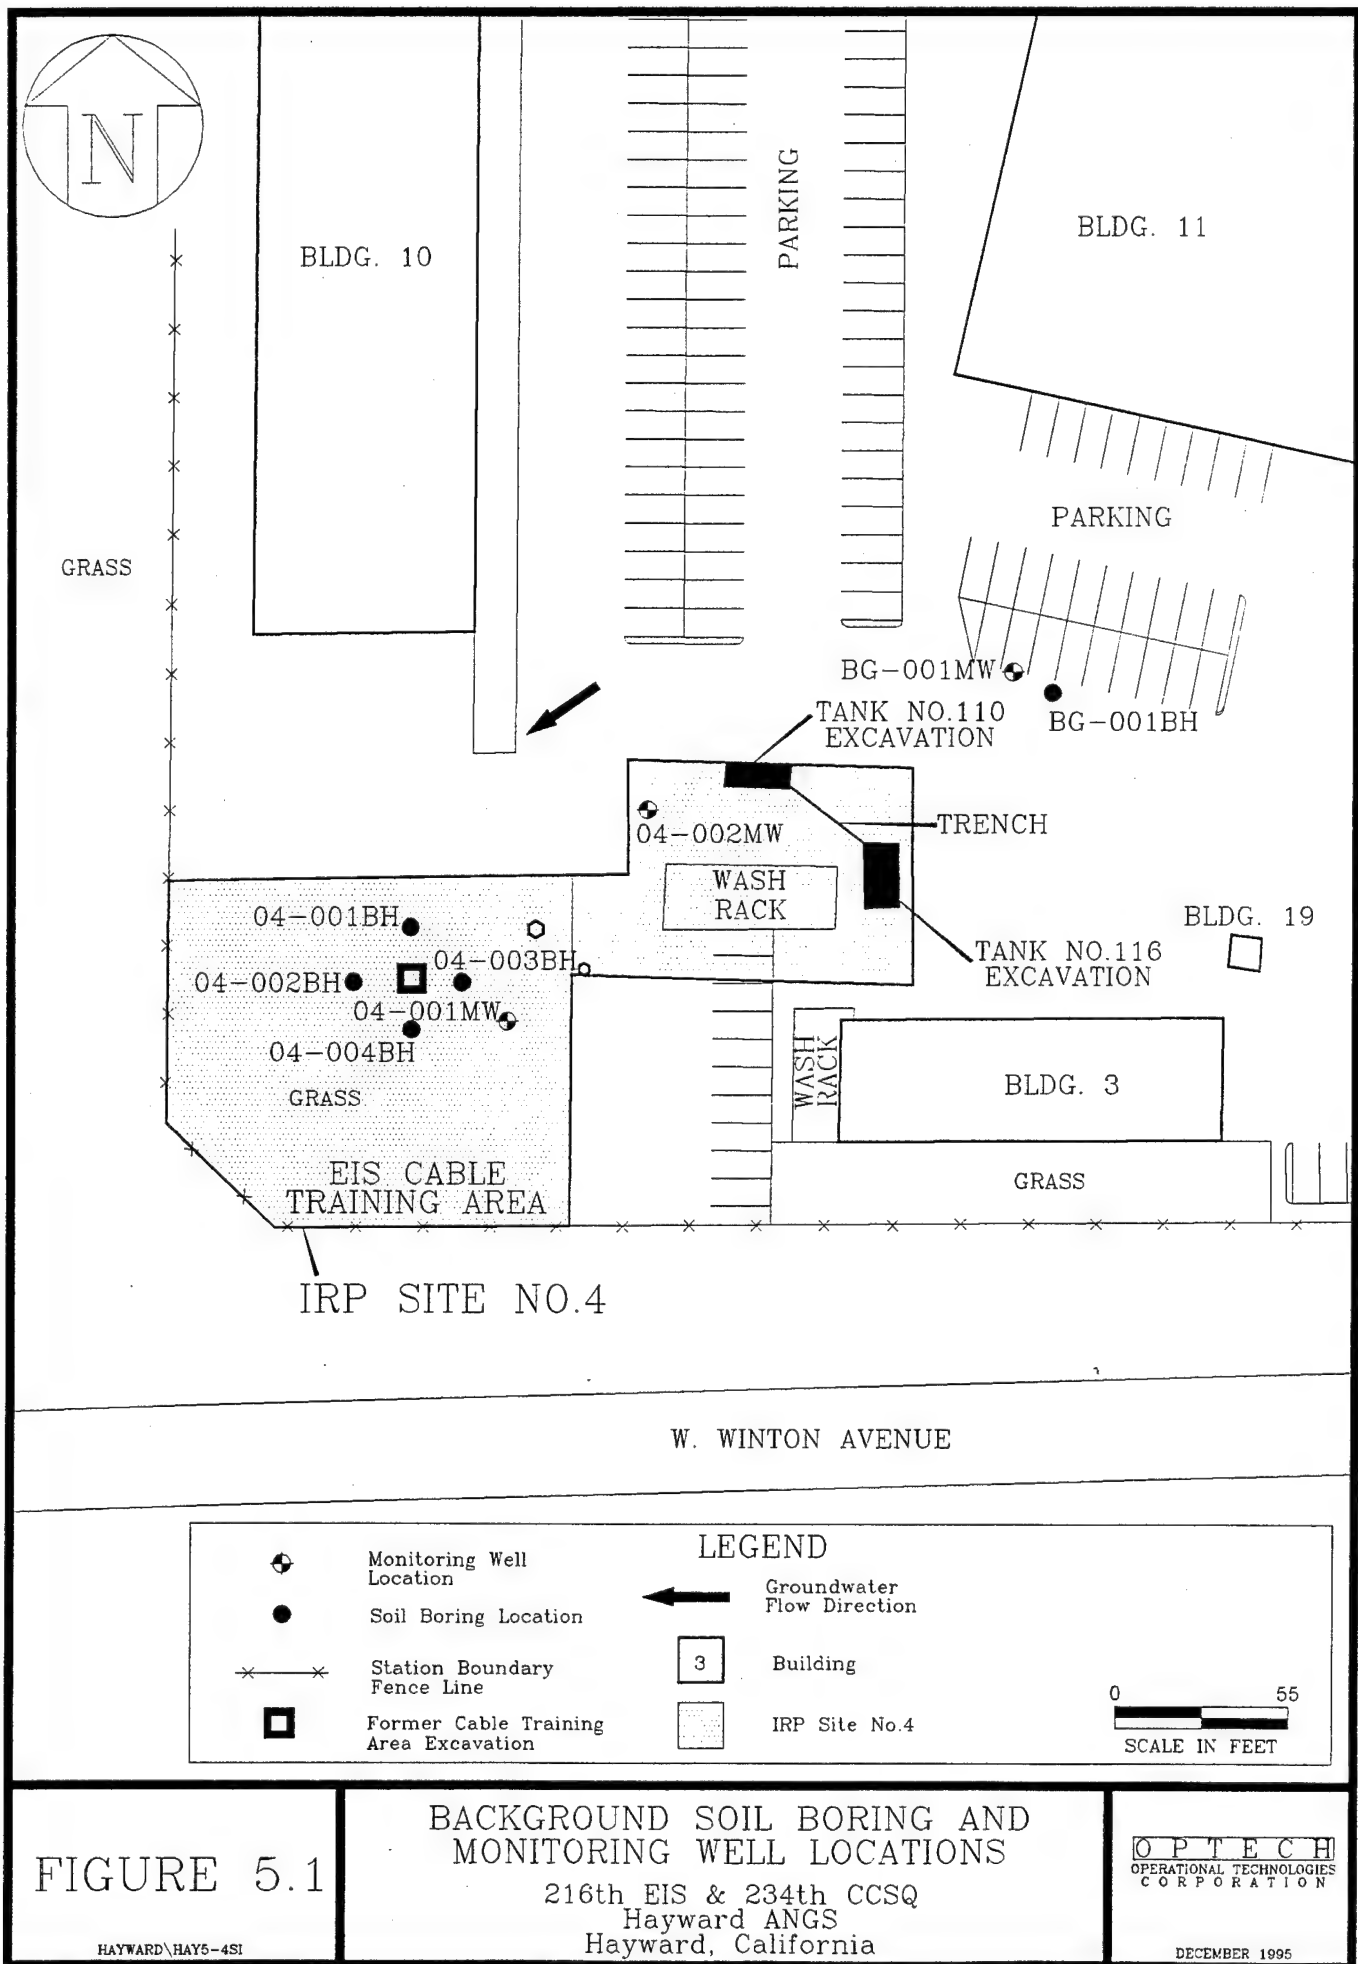 N
BLDG. 10
PARKING
BLDG. 11
GRASS
PARKING
BG-001MW
BG-001BH
TANK NO.110
EXCAVATION
04-002MW
TRENCH
WASH
RACK
BLDG. 19
04-001BH
04-003BH
TANK NO.116
EXCAVATION
04-002BH
04-001MW
04-004BH
WASH
RACK
BLDG. 3
GRASS
EIS CABLE
TRAINING AREA
GRASS
IRP SITE NO.4
W. WINTON AVENUE
LEGEND
Monitoring Well
Location
Soil Boring Location
Station Boundary
Fence Line
Former Cable Training
Area Excavation
Groundwater
Flow Direction
3
Building
IRP Site No.4
0 55
SCALE IN FEET
FIGURE 5.1
HAYWARD\HAY5-4SI
BACKGROUND SOIL BORING AND
MONITORING WELL LOCATIONS
216th EIS & 234th CCSQ
Hayward ANGS
Hayward, California
OPTECH
OPERATIONAL TECHNOLOGIES
CORPORATION
DECEMBER 1995